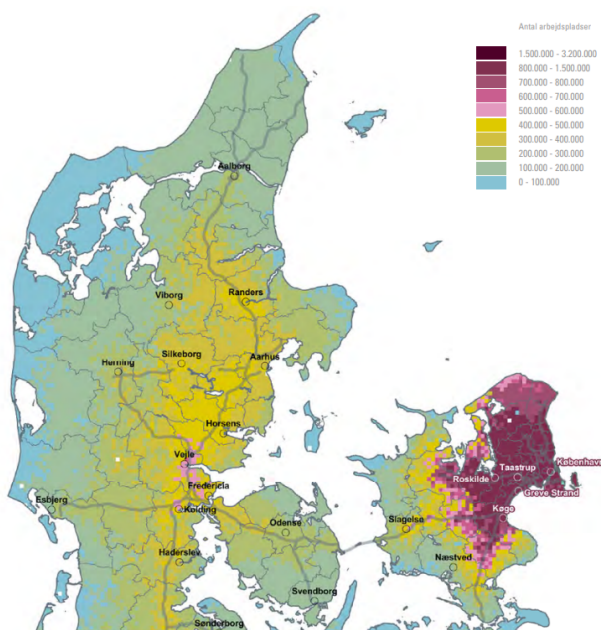 Antal arbejdspladser
1.500.000 - 3.200.000
800.000 - 1.500.000
700.000 - 800.000
600.000 - 700.000
500.000 - 600.000
400.000 - 500.000
300.000 - 400.000
200.000 - 300.000
100.000 - 200.000
0 - 100.000
Aalborg
Viborg
Randers
Silkeborg
Herning
Aarhus
Horsens
Vejle
København
Taastrup
Roskilde
Greve Strand
Fredericia
Esbjerg
Kolding
Køge
Slagelse
Odense
Haderslev
Næstved
Svendborg
Sønderborg